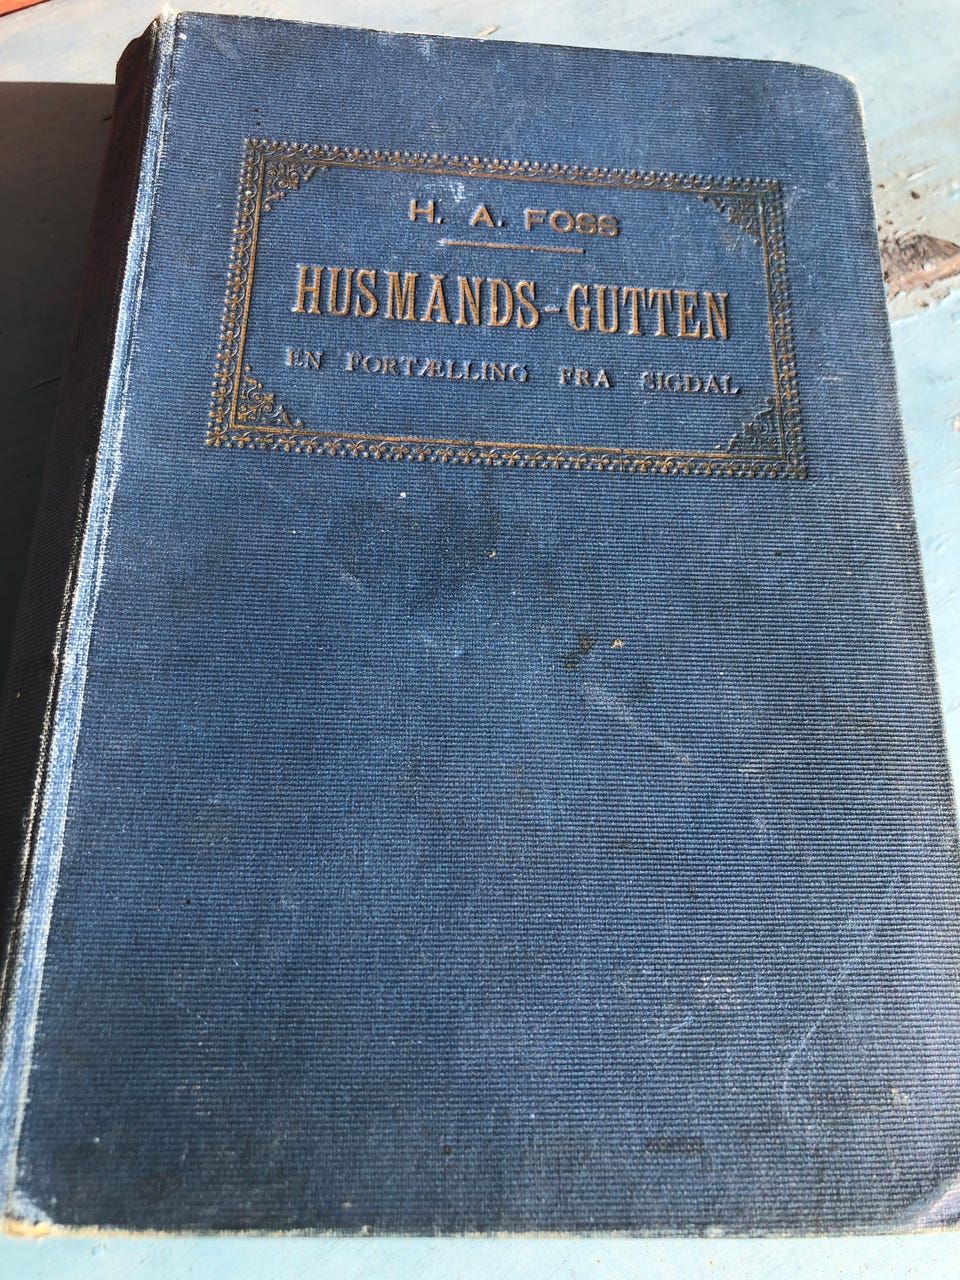 H. A. FOSS
HUSMANDS-GUTTEN
EN FORTÆLLING FRA SIGDAL